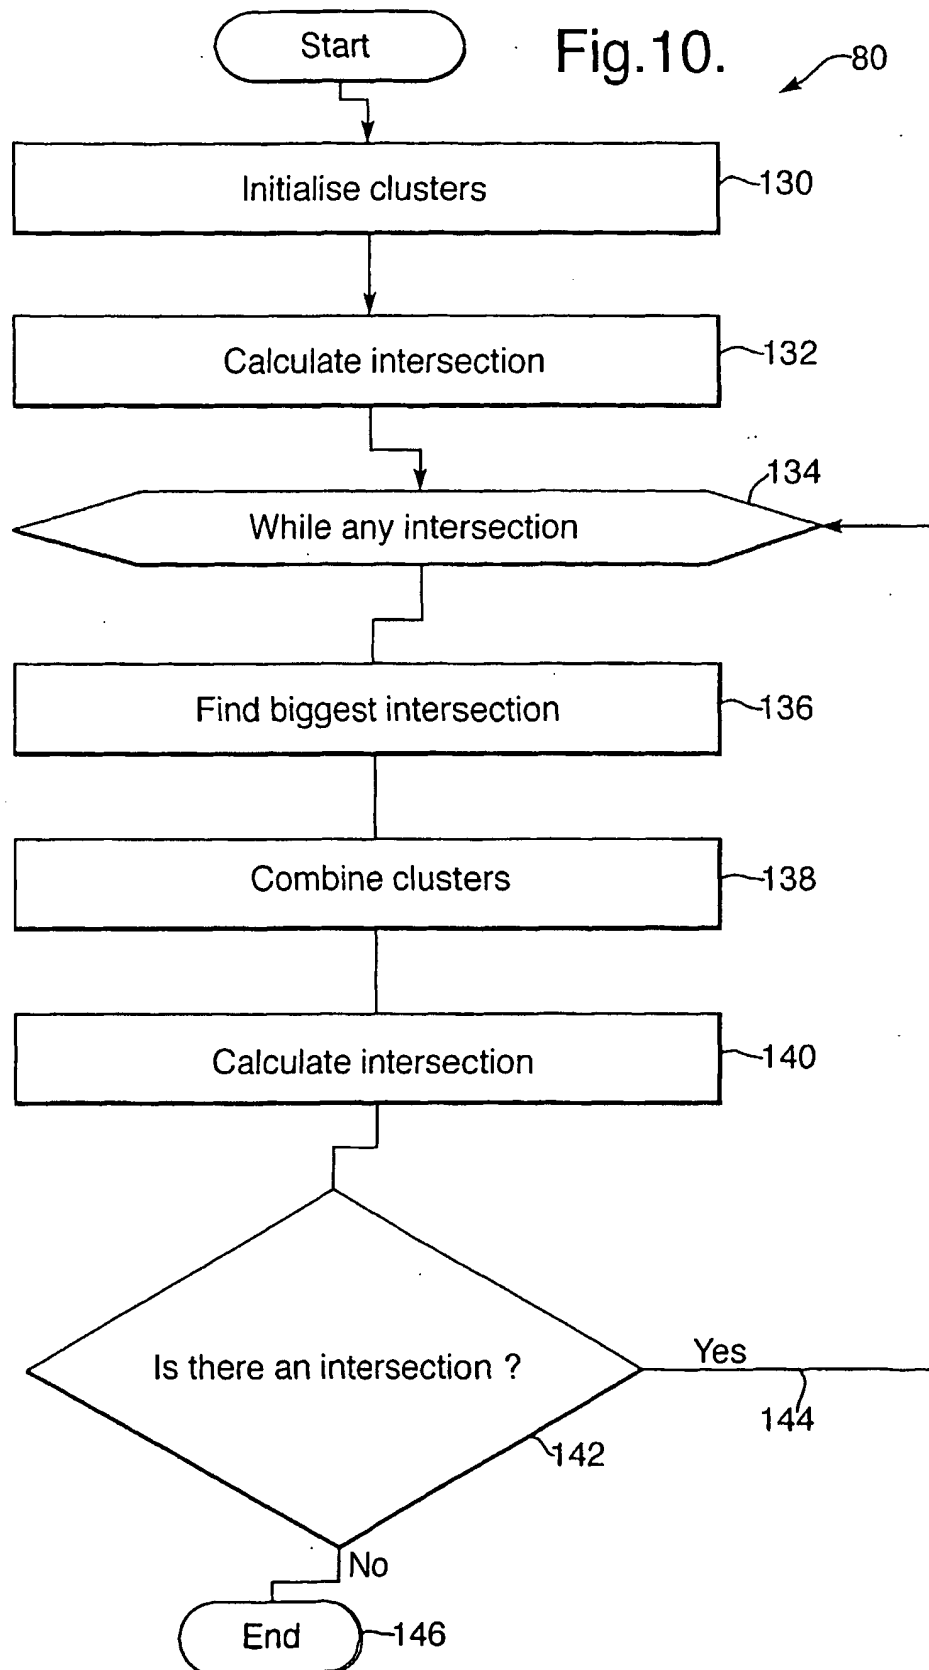 Start
Fig.10.
80
Initialise clusters
130
Calculate intersection
132
134
While any intersection
Find biggest intersection
136
Combine clusters
138
Calculate intersection
140
Is there an intersection ?
Yes
144
142
No
End
146